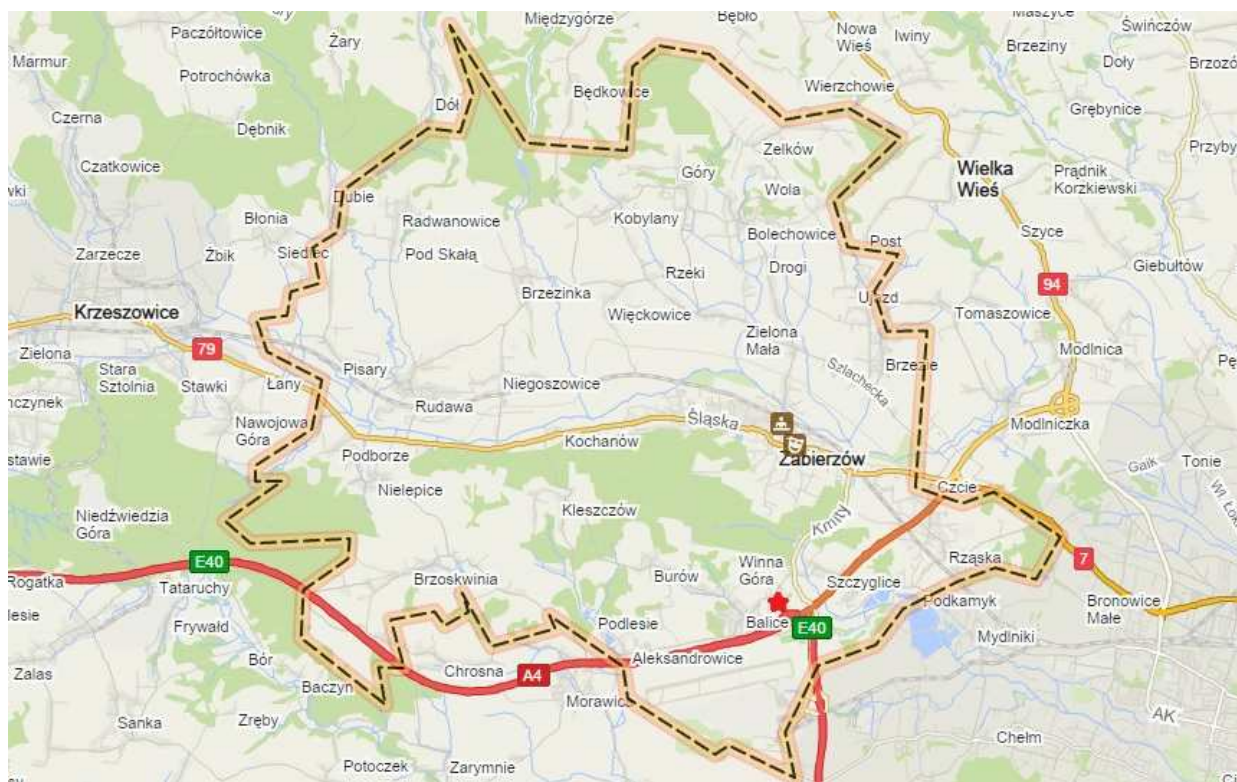 Paczółtowice
Żary
Międzygórze
Bębło
Nowa
Wieś
Iwiny
Maszyce
Świńczów
Marmur
Potrochówka
Brzeziny
Doły
Czerna
Dębnik
Dół
Będkowice
Wierzchowie
Grębynice
Czatkowice
Zelków
Góry
Wola
Wielka
Wieś
Prądnik
Korzkiewski
Przyby
Dubie
Błonia
Radwanowice
Kobylany
Bolechowice
Post
Szyce
Zarzecze
Żbik
Siedlec
Pod Skałą
Rzeki
Drogi
Giebułtów
94
Brzezinka
Ujazd
Krzeszowice
Więckowice
Zielona
Mała
Tomaszowice
79
Modlnica
Zielona
Stara
Sztolnia
Stawki
Łany
Pisary
Niegoszowice
Szlachecka
Brzezie
Rudawa
Nawojowa
Góra
Śląska
Modlniczka
Kochanów
Zabierzów
Podborze
Gaik
Tonie
Nielepice
Czcie
Kleszczów
Kmity
Niedźwiedzia
Góra
E40
Rogatka
Tataruchy
Brzoskwinia
Burów
Winna
Góra
Szczyglice
Rząska
7
Frywałd
Podlesie
Balice
E40
Podkamyk
Bronowice
Małe
Mydlniki
Zalas
Bór
Baczyn
Chrosna
A4
Aleksandrowice
Morawica
Sanka
Zręby
AK
Chełm
Potoczek
Zarymnie